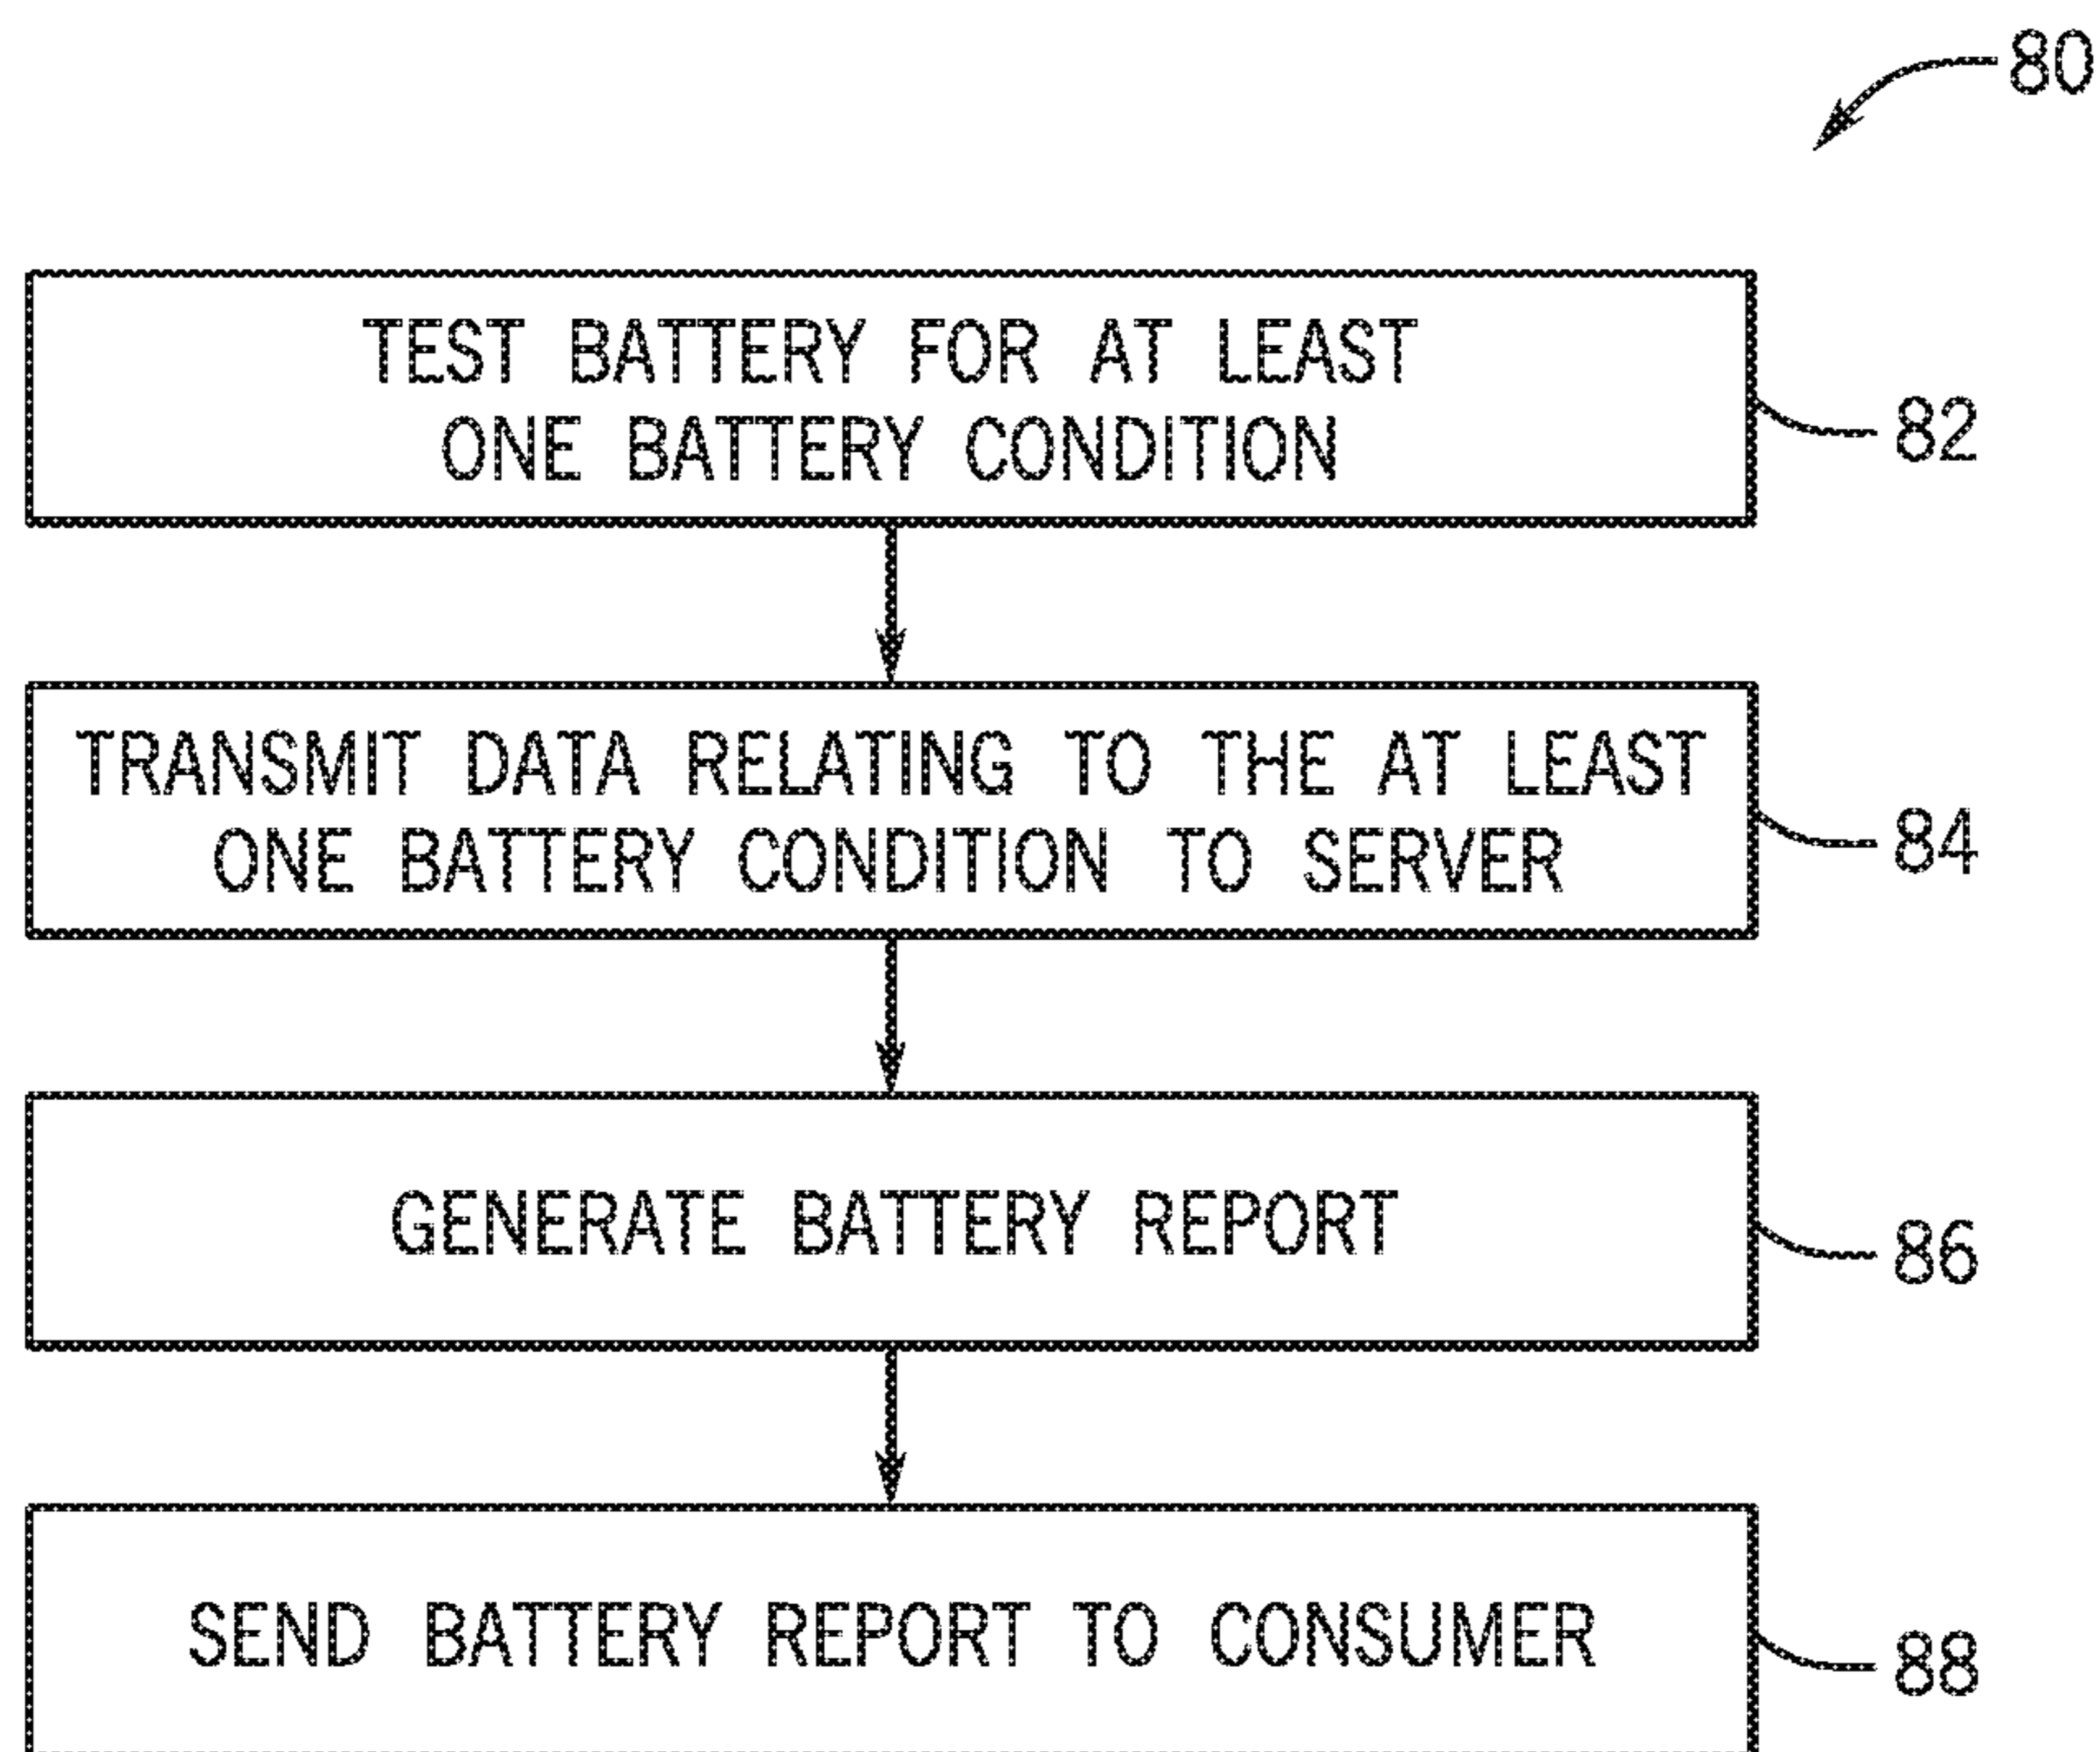 80
TEST BATTERY FOR AT LEAST
ONE BATTERY CONDITION
82
TRANSMIT DATA RELATING TO THE AT LEAST
ONE BATTERY CONDITION TO SERVER
84
GENERATE BATTERY REPORT
86
SEND BATTERY REPORT TO CONSUMER
88